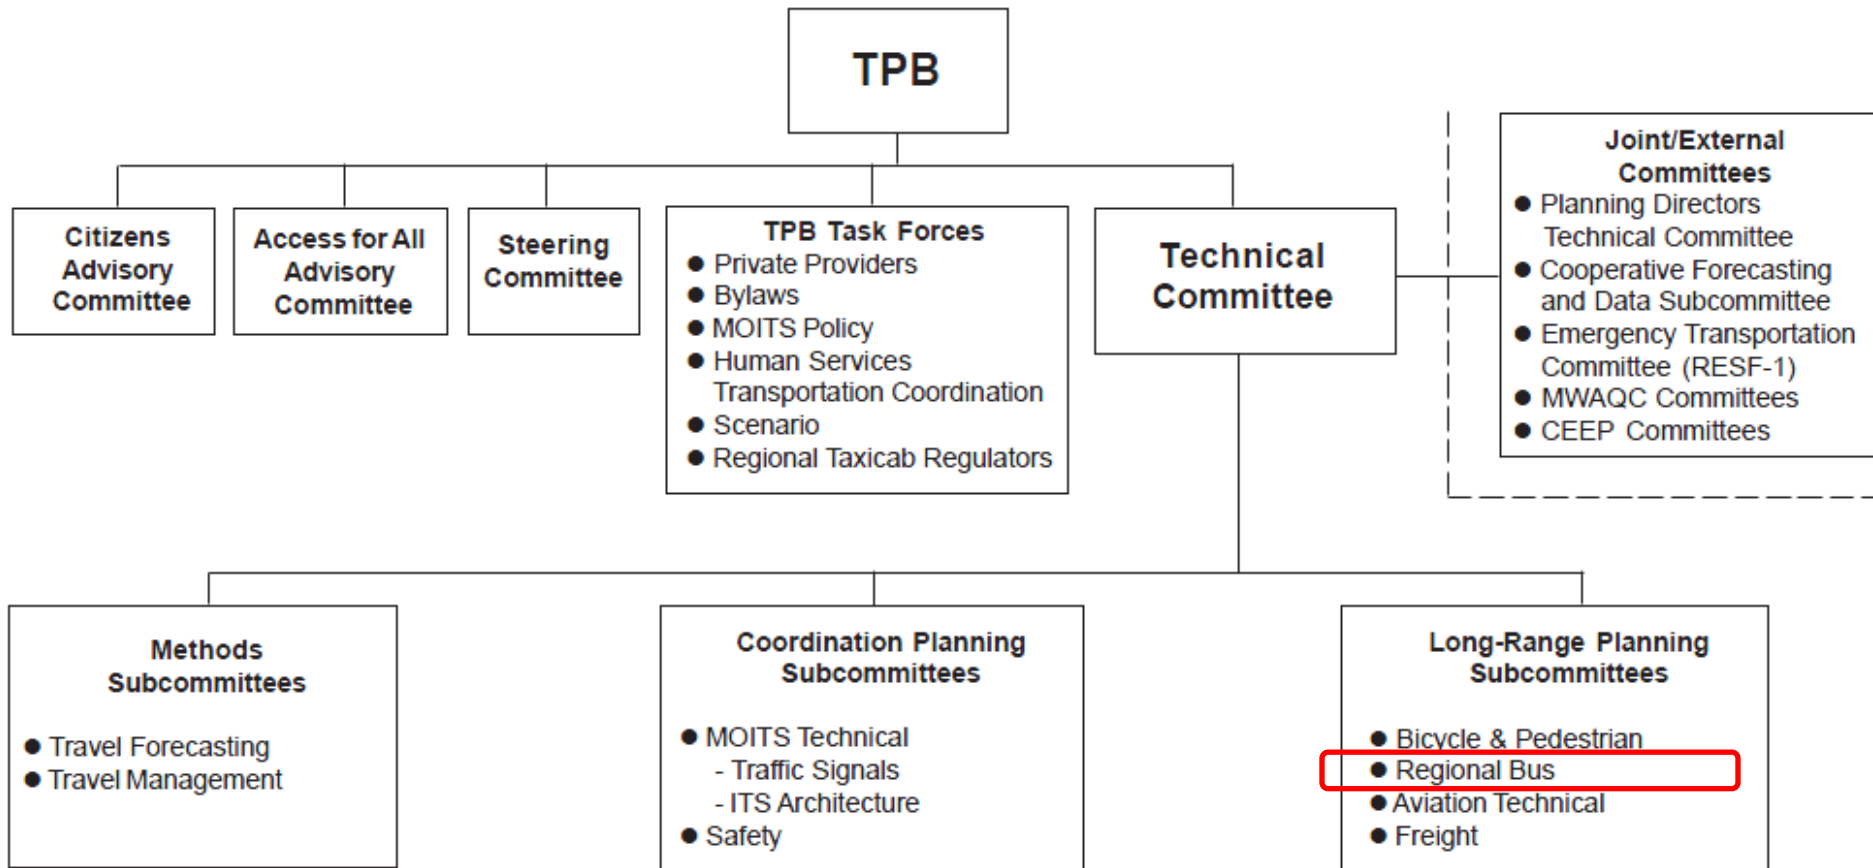 TPB
Citizens
Advisory
Committee
Access for All
Advisory
Committee
Steering
Committee
TPB Task Forces
● Private Providers
● Bylaws
● MOITS Policy
● Human Services
Transportation Coordination
● Scenario
● Regional Taxicab Regulators
Technical
Committee
Joint/External
Committees
● Planning Directors
Technical Committee
● Cooperative Forecasting
and Data Subcommittee
● Emergency Transportation
Committee (RESF-1)
● MWAQC Committees
● CEEP Committees
Methods
Subcommittees
● Travel Forecasting
● Travel Management
Coordination Planning
Subcommittees
● MOITS Technical
- Traffic Signals
- ITS Architecture
● Safety
Long-Range Planning
Subcommittees
● Bicycle & Pedestrian
● Regional Bus
● Aviation Technical
● Freight